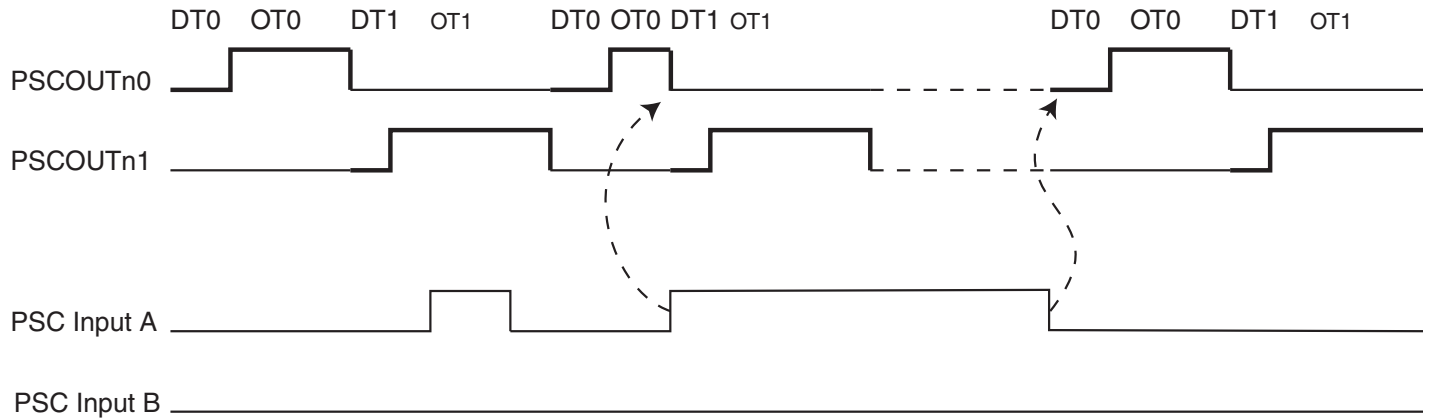 DT0 OT0 DT1 OT1 DT0 OT0 DT1 OT1 DT0 OT0 DT1 OT1
PSCOUTn0
PSCOUTn1
PSC Input A
PSC Input B